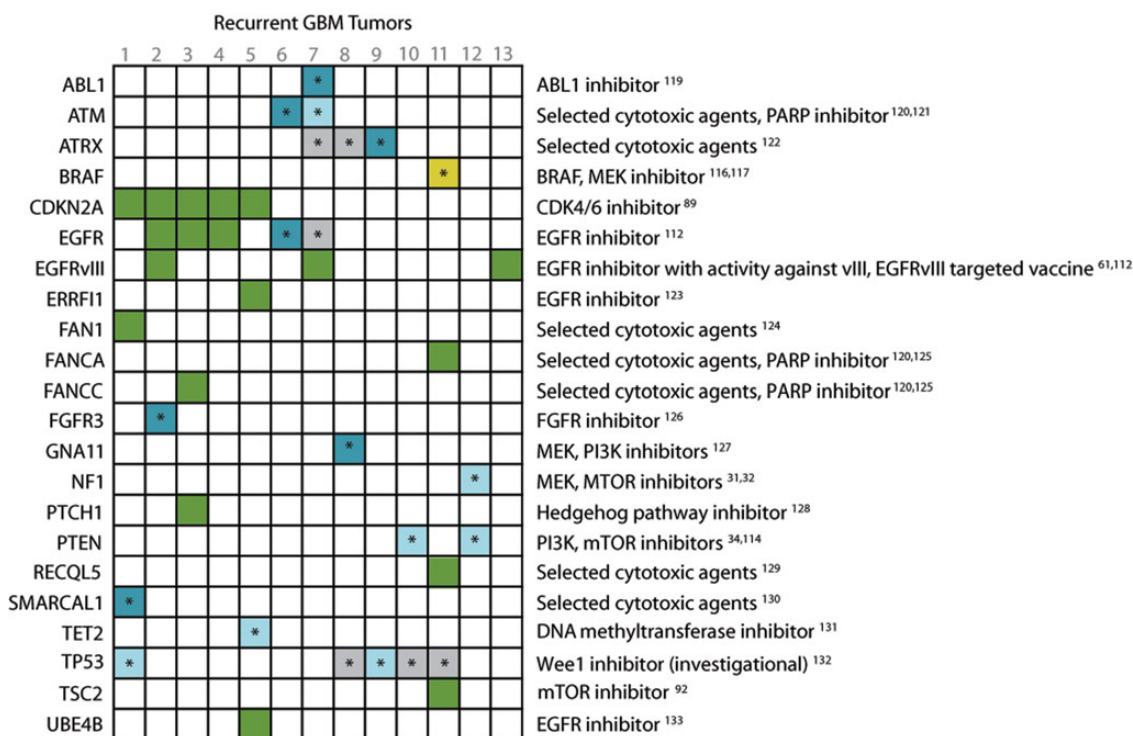 Recurrent GBM Tumors
1 2 3 4 5 6 7 8 9 10 11 12 13
ABL1 * ABL1 inhibitor 119
ATM * * Selected cytotoxic agents, PARP inhibitor 120,121
ATRX * * * Selected cytotoxic agents 122
BRAF * BRAF, MEK inhibitor 116,117
CDKN2A CDK4/6 inhibitor 89
EGFR * * EGFR inhibitor 112
EGFRvIII EGFR inhibitor with activity against vIII, EGFRvIII targeted vaccine 61,112
ERRFI1 EGFR inhibitor 123
FAN1 Selected cytotoxic agents 124
FANCA Selected cytotoxic agents, PARP inhibitor 120,125
FANCC Selected cytotoxic agents, PARP inhibitor 120,125
FGFR3 * FGFR inhibitor 126
GNA11 * MEK, PI3K inhibitors 127
NF1 * MEK, MTOR inhibitors 31,32
PTCH1 Hedgehog pathway inhibitor 128
PTEN * * PI3K, mTOR inhibitors 34,114
RECQL5 Selected cytotoxic agents 129
SMARCAL1 * Selected cytotoxic agents 130
TET2 * DNA methyltransferase inhibitor 131
TP53 * * * * * Wee1 inhibitor (investigational) 132
TSC2 mTOR inhibitor 92
UBE4B EGFR inhibitor 133